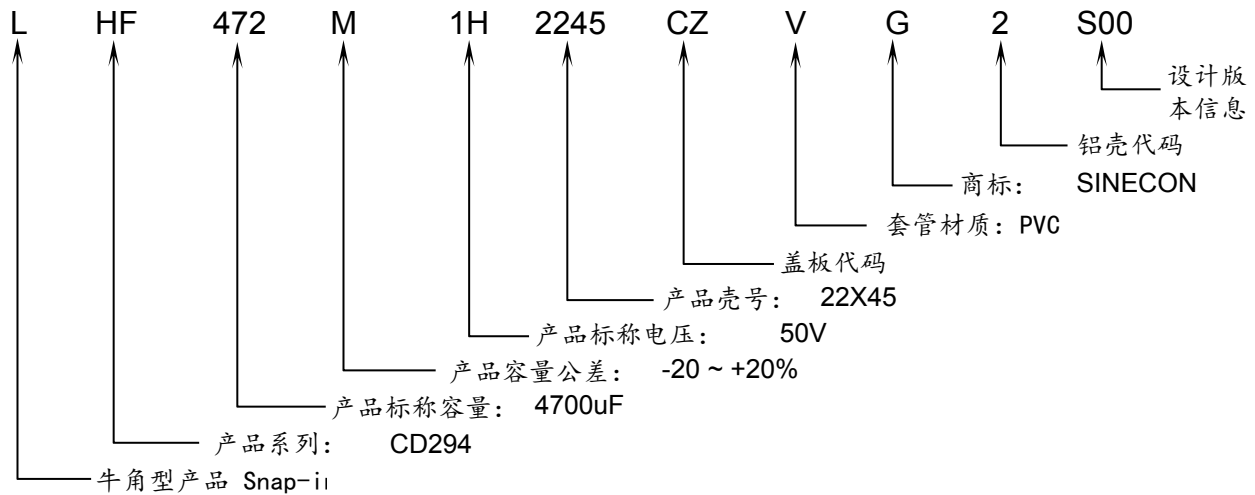 L HF 472 M 1H 2245 CZ V G 2 S00
设计版
本信息
铝壳代码
商标： SINECON
套管材质：PVC
盖板代码
产品壳号： 22X45
产品标称电压： 50V
产品容量公差： -20 ~ +20%
产品标称容量： 4700uF
产品系列： CD294
牛角型产品